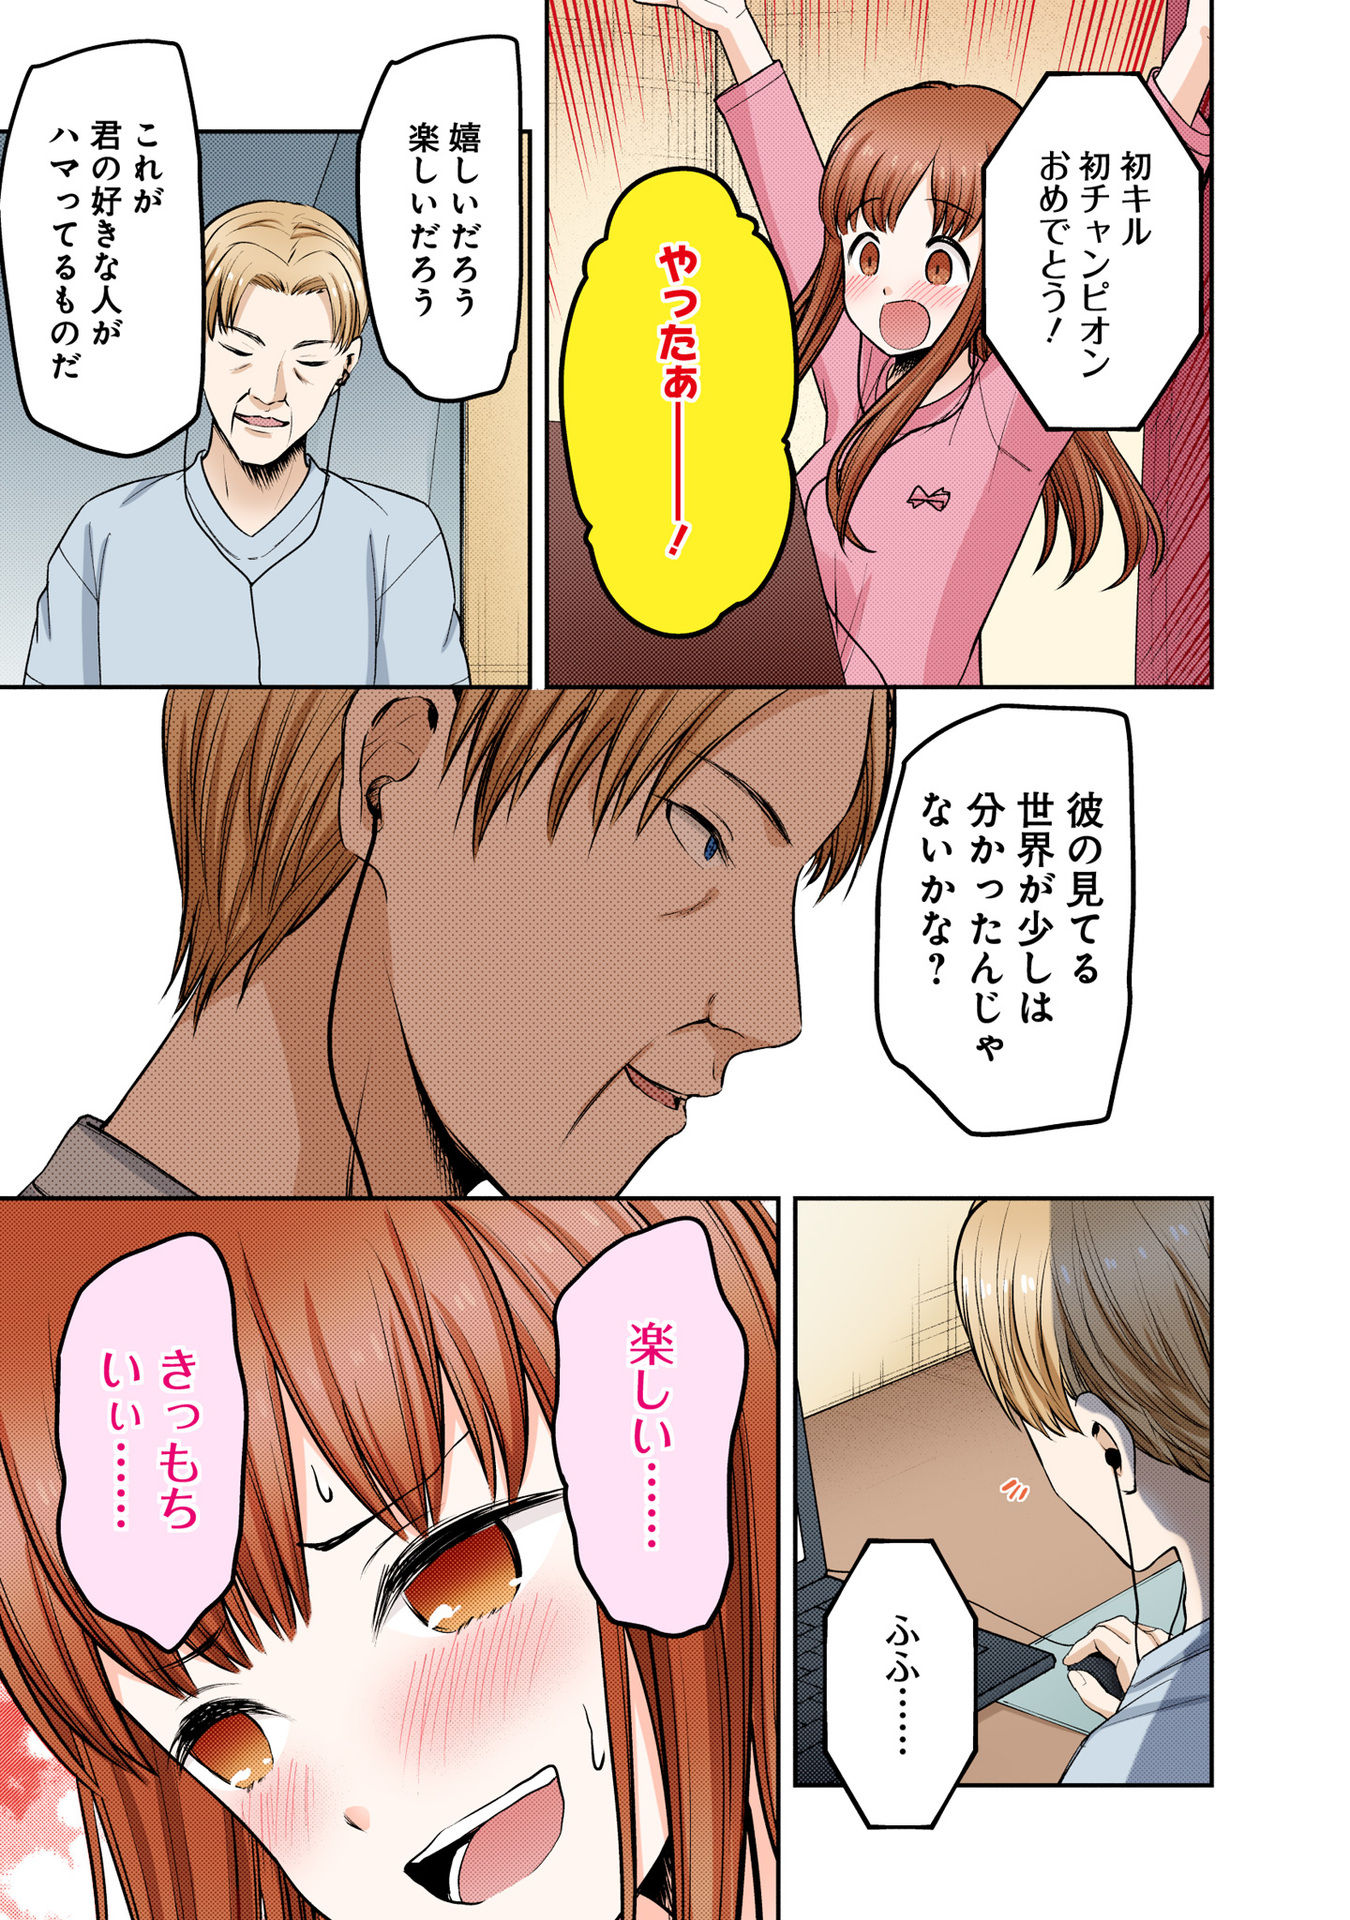 初キル
初チャンピオン
おめでとう！
やったぁ━━━！
嬉しいだろう
楽しいだろう
これが
君の好きな人が
ハマってるものだ
彼の見てる
世界が少しは
分かったんじゃ
ないかな？
ふふ……
楽しい……
きっもち
いぃ……